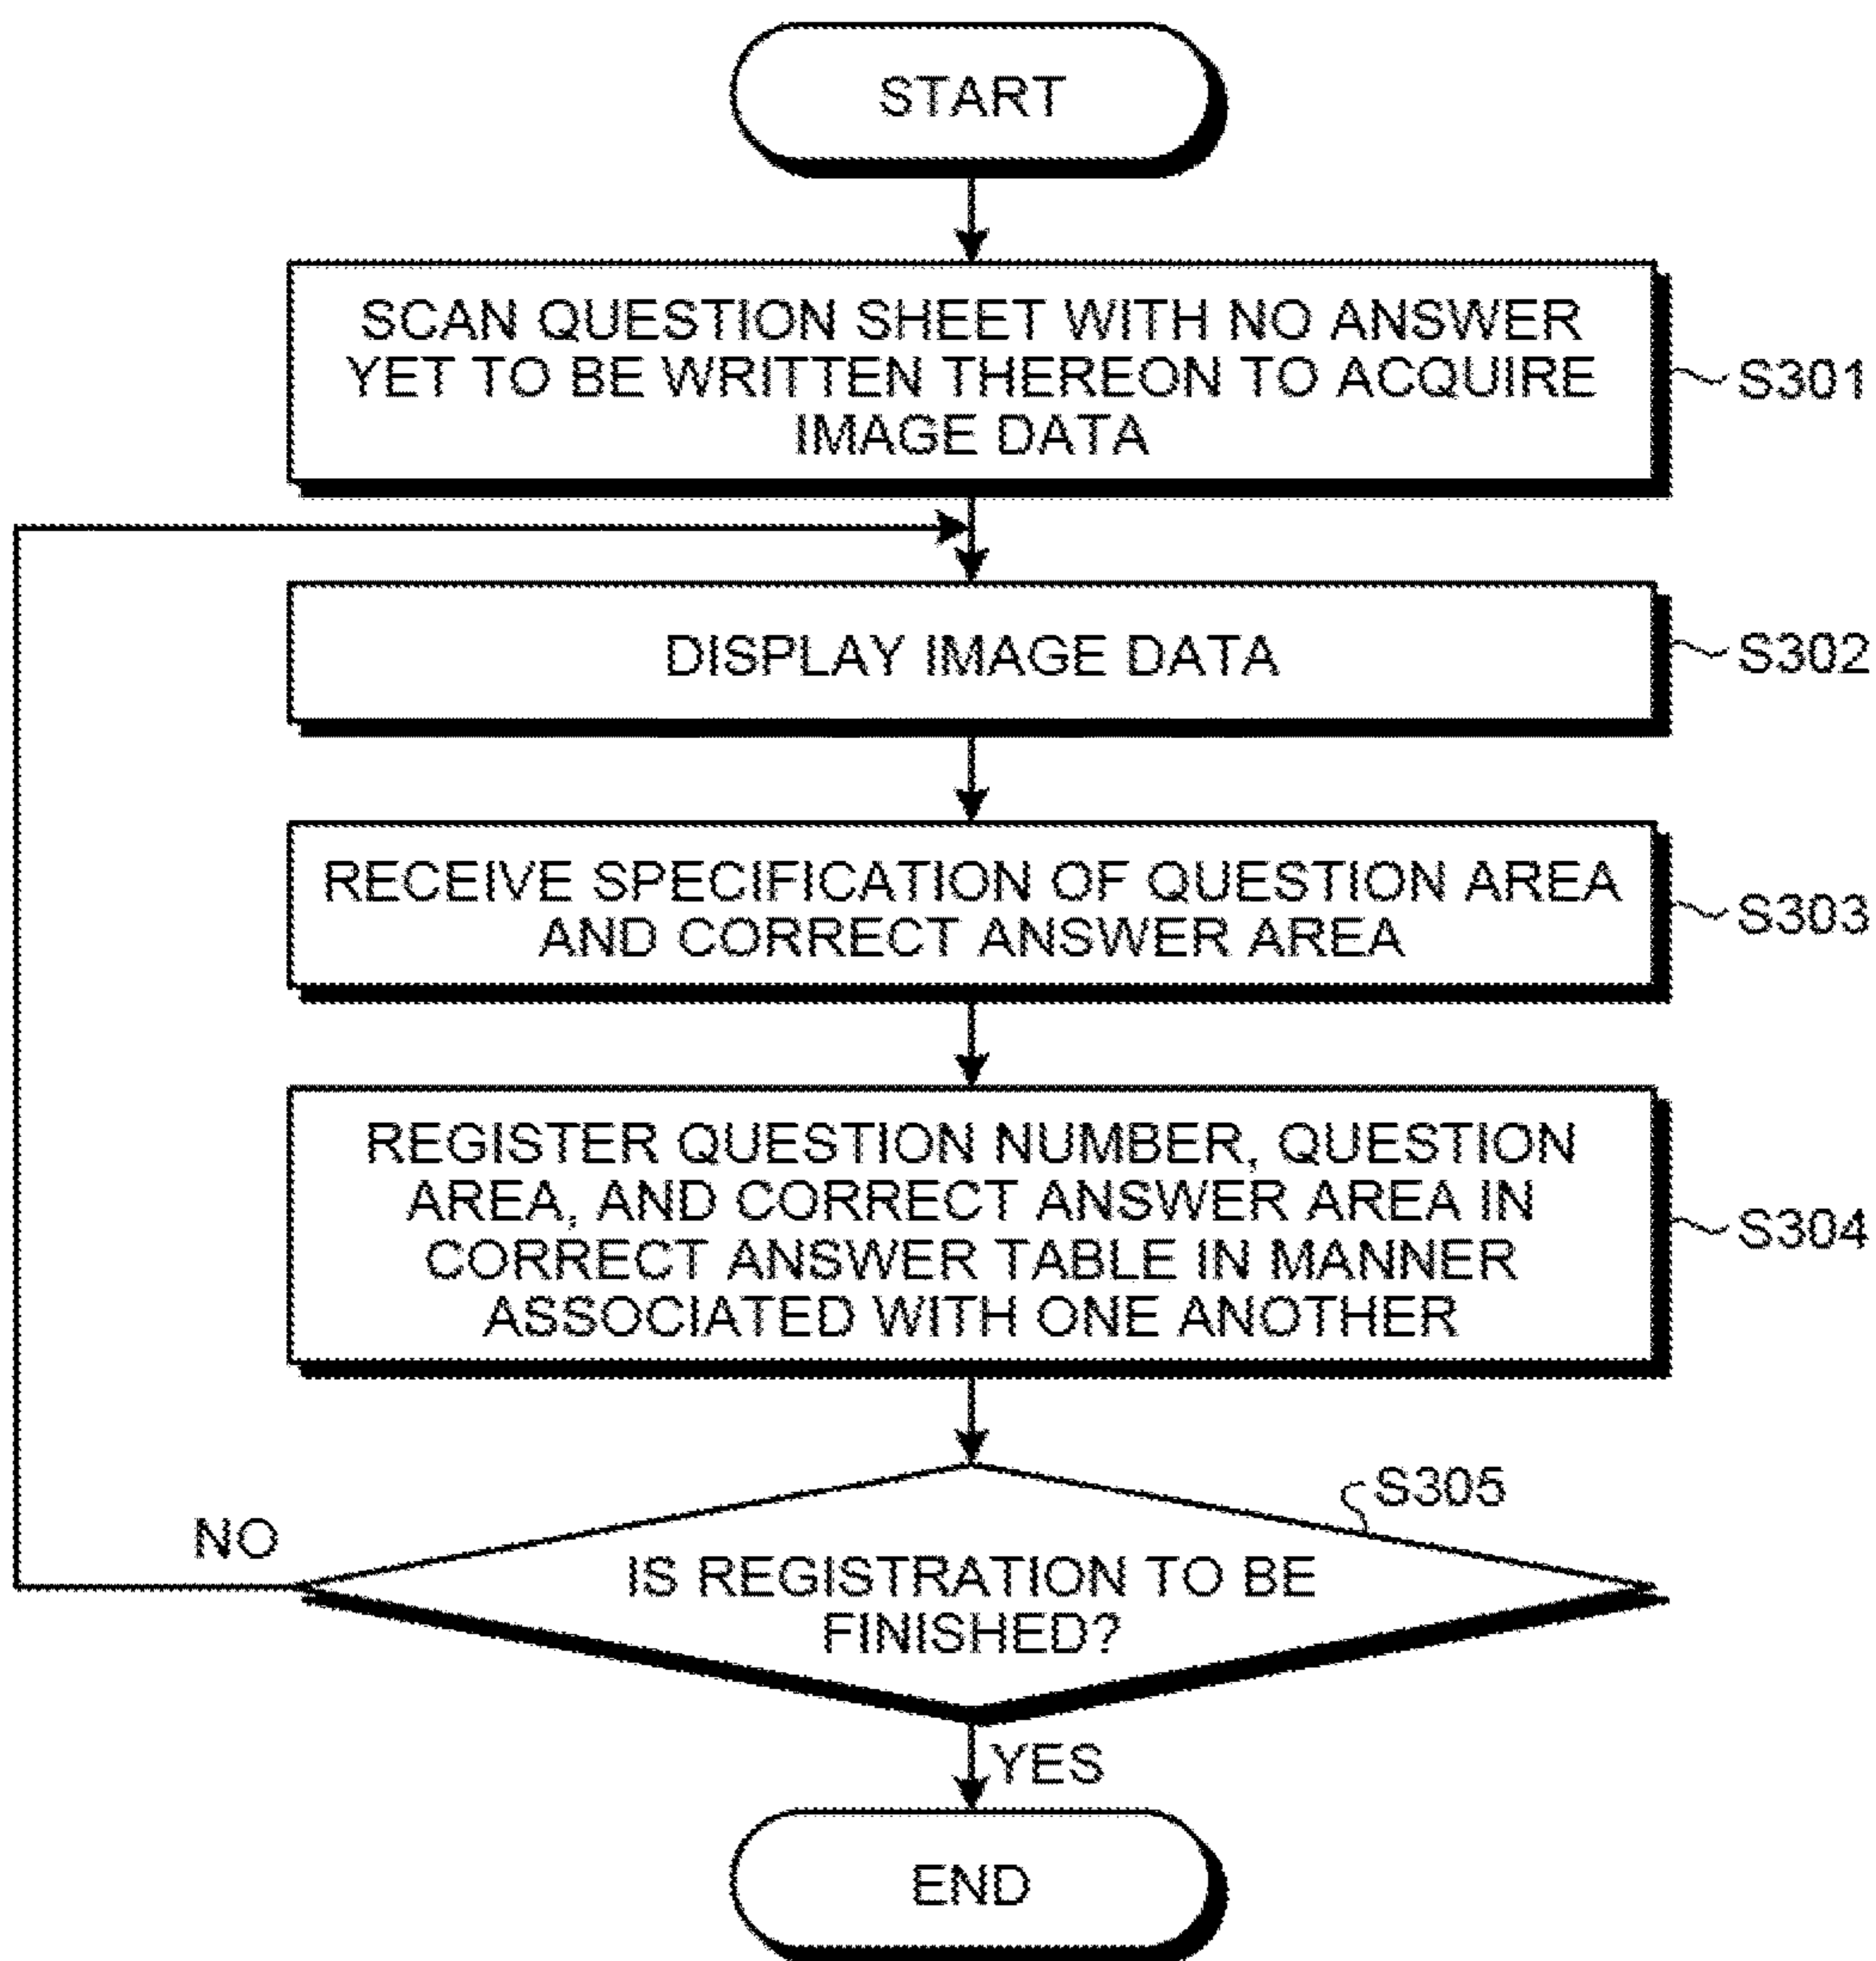 START
SCAN QUESTION SHEET WITH NO ANSWER
YET TO BE WRITTEN THEREON TO ACQUIRE
IMAGE DATA
S301
DISPLAY IMAGE DATA
S302
RECEIVE SPECIFICATION OF QUESTION AREA
AND CORRECT ANSWER AREA
S303
REGISTER QUESTION NUMBER, QUESTION
AREA, AND CORRECT ANSWER AREA IN
CORRECT ANSWER TABLE IN MANNER
ASSOCIATED WITH ONE ANOTHER
S304
S305
NO
IS REGISTRATION TO BE
FINISHED?
YES
END